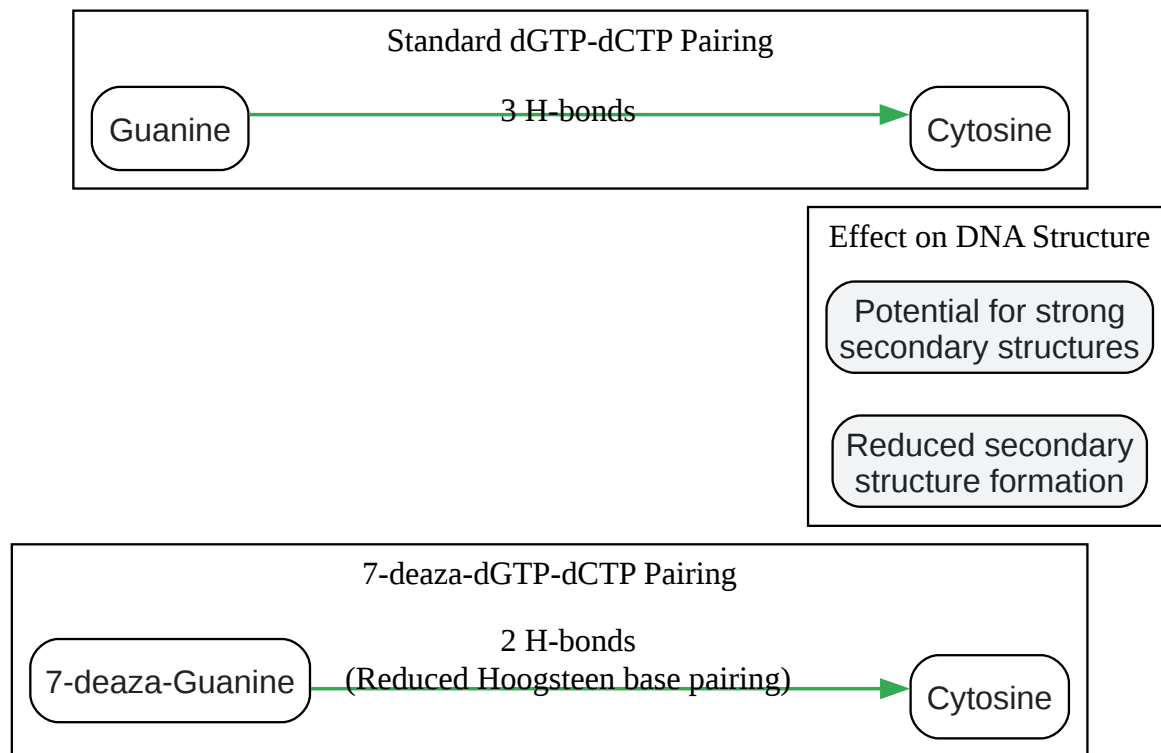 Standard dGTP-dCTP Pairing
Guanine
3 H-bonds
Cytosine
Effect on DNA Structure
Potential for strong
secondary structures
Reduced secondary
structure formation
7-deaza-dGTP-dCTP Pairing
7-deaza-Guanine
2 H-bonds
(Reduced Hoogsteen base pairing)
Cytosine